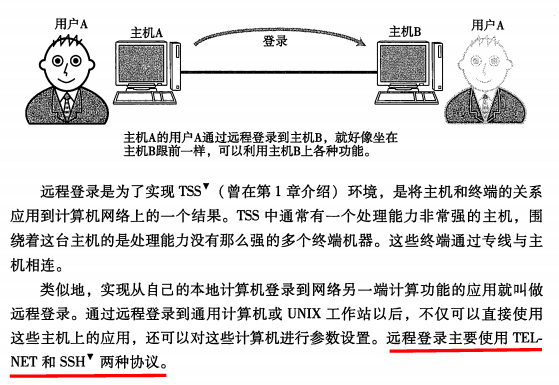 用户A 主机A 登录 主机B 用户A
主机A的用户A通过远程登录到主机B，就好像坐在
主机B跟前一样，可以利用主机B上各种功能。
远程登录是为了实现 TSS▼（曾在第 1 章介绍）环境，是将主机和终端的关系
应用到计算机网络上的一个结果。TSS 中通常有一个处理能力非常强的主机，围
绕着这台主机的是处理能力没有那么强的多个终端机器。这些终端通过专线与主
机相连。
类似地，实现从自己的本地计算机登录到网络另一端计算功能的应用就叫做
远程登录。通过远程登录到通用计算机或 UNIX 工作站以后，不仅可以直接使用
这些主机上的应用，还可以对这些计算机进行参数设置。远程登录主要使用 TEL-
NET 和 SSH▼ 两种协议。